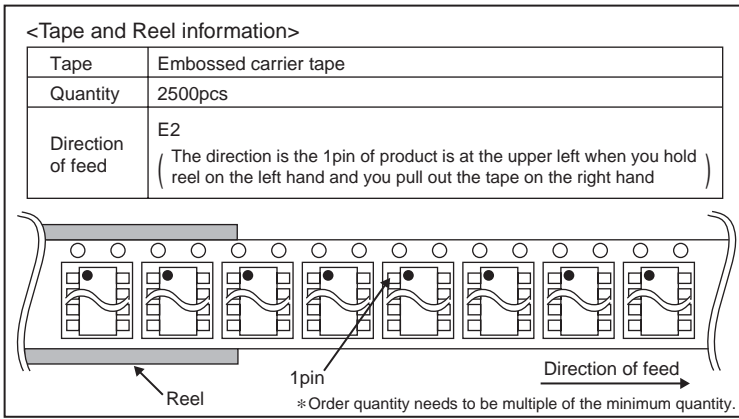 <Tape and Reel information>
Tape
Embossed carrier tape
Quantity
2500pcs
Direction
of feed
E2
( The direction is the 1pin of product is at the upper left when you hold
reel on the left hand and you pull out the tape on the right hand )
Reel
1pin
Direction of feed
∗Order quantity needs to be multiple of the minimum quantity.